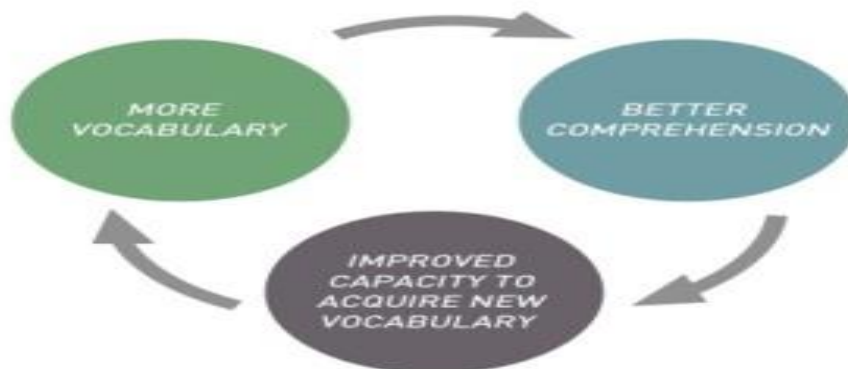 MORE
VOCABULARY
BETTER
COMPREHENSION
IMPROVED
CAPACITY TO
ACQUIRE NEW
VOCABULARY